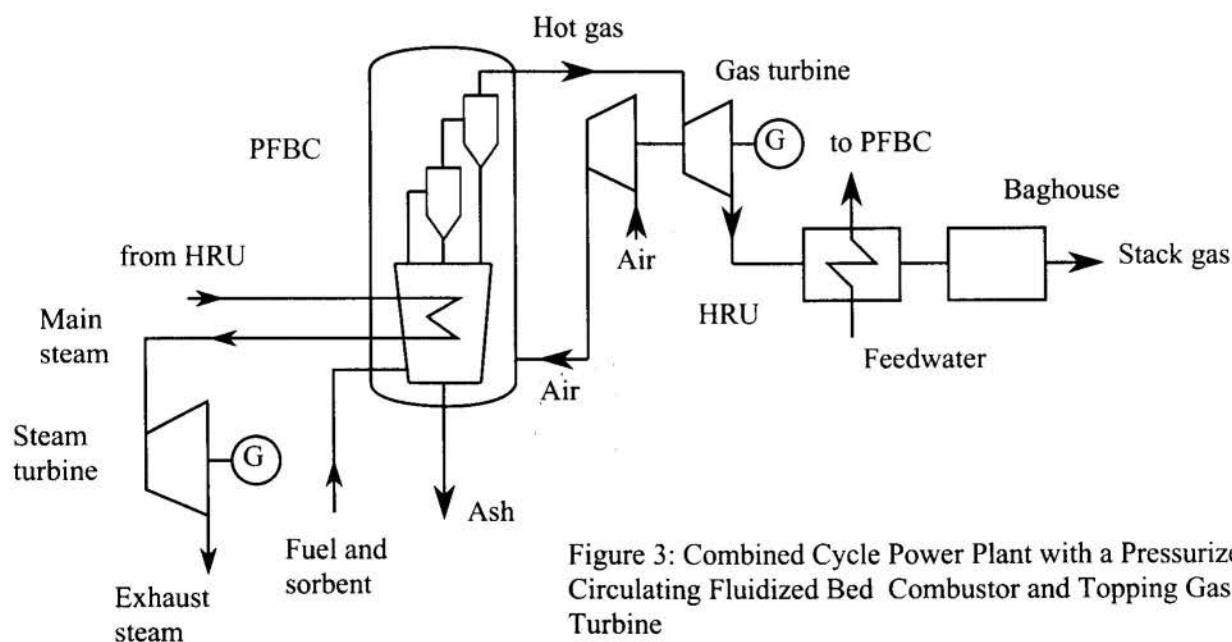 Hot gas
Gas turbine
PFBC
G
to PFBC
Baghouse
from HRU
Air
Stack gas
Main
steam
HRU
Feedwater
Air
Steam
turbine
G
Ash
Fuel and
sorbent
Exhaust
steam
Figure 3: Combined Cycle Power Plant with a Pressurize
Circulating Fluidized Bed Combustor and Topping Gas
Turbine